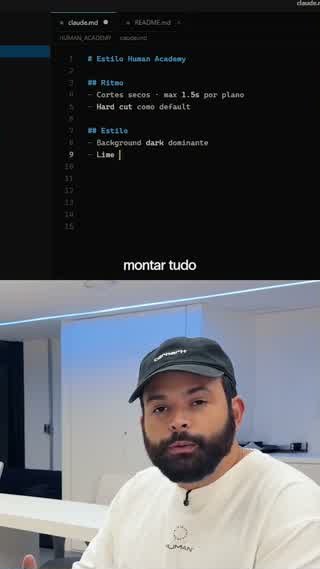 claude.md
claude.md
README.md
HUMAN_ACADEMY
claude.md
1 # Estilo Human Academy
2
3 ## Ritmo
4 - Cortes secos · max 1.5s por plano
5 - Hard cut como default
6
7 ## Estilo
8 - Background dark dominante
9 - Lime
10
11
12
13
14
15
montar tudo
carhartt
HUMAN